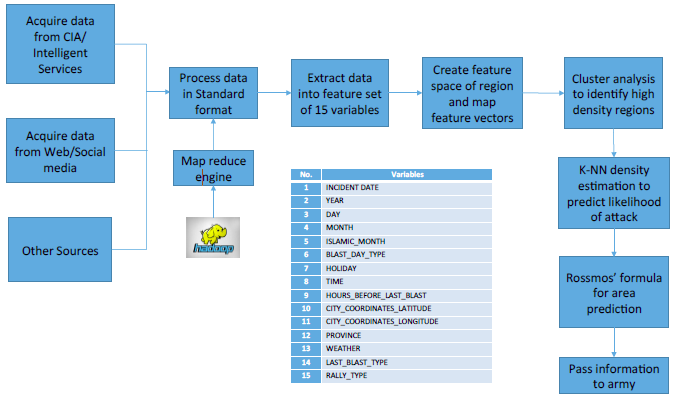 Acquire data
from CIA/
Intelligent
Services
Process data
in Standard
format
Extract data
into feature set
of 15 variables
Create feature
space of region
and map
feature vectors
Cluster analysis
to identify high
density regions
Acquire data
from Web/Social
media
Map reduce
engine
K-NN density
estimation to
predict likelihood
of attack
Other Sources
hadoop
No. Variables
1 INCIDENT DATE
2 YEAR
3 DAY
4 MONTH
5 ISLAMIC_MONTH
6 BLAST_DAY_TYPE
7 HOLIDAY
8 TIME
9 HOURS_BEFORE_LAST_BLAST
10 CITY_COORDINATES_LATITUDE
11 CITY_COORDINATES_LONGITUDE
12 PROVINCE
13 WEATHER
14 LAST_BLAST_TYPE
15 RALLY_TYPE
Rossmos' formula
for area
prediction
Pass information
to army